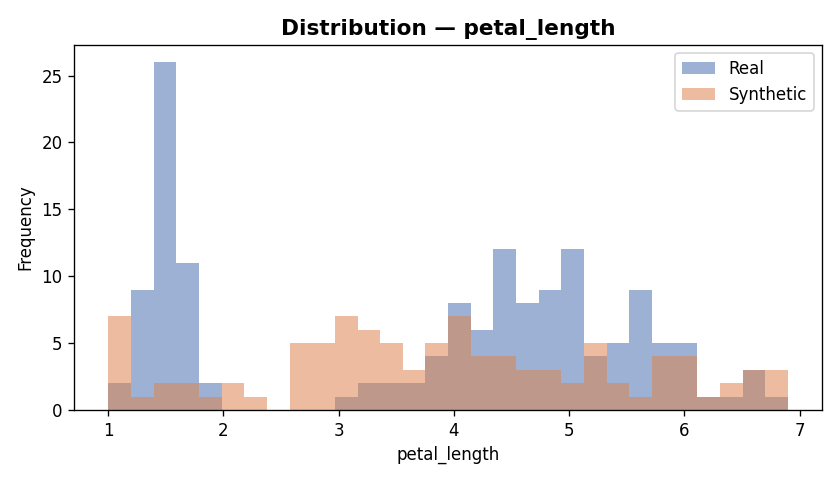 Distribution — petal_length
Real
Synthetic
Frequency
25
20
15
10
5
0
1 2 3 4 5 6 7
petal_length